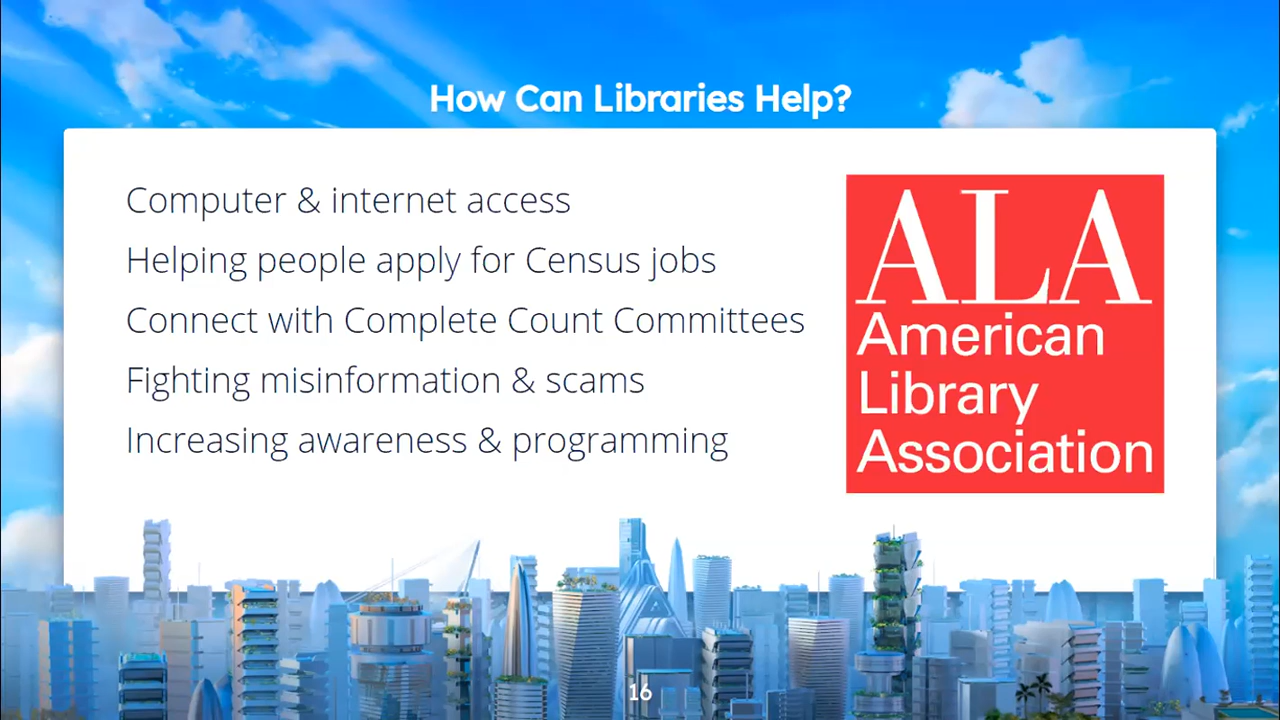 How Can Libraries Help?
Computer & internet access
Helping people apply for Census jobs
Connect with Complete Count Committees
Fighting misinformation & scams
Increasing awareness & programming
ALA
American
Library
Association
16